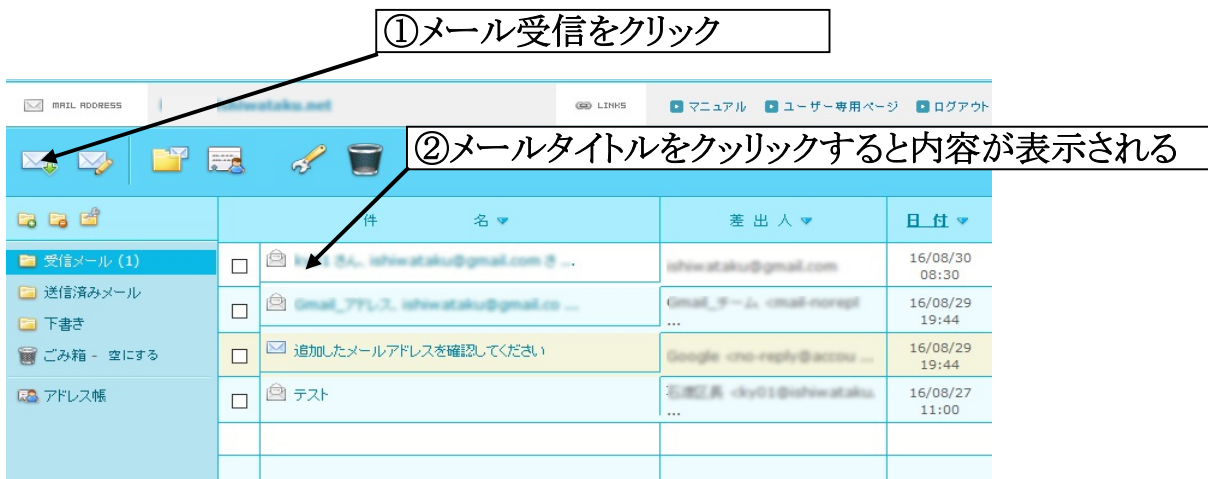 ①メール受信をクリック
MAIL ADDRESS LINKS マニュアル ユーザー専用ページ ログアウト
②メールタイトルをクッリックすると内容が表示される
件 名 差出人 日付
受信メール (1)
送信済みメール
下書き
ごみ箱 - 空にする
アドレス帳
ishiwataku@gmail.com
16/08/30
08:30
...
16/08/29
19:44
追加したメールアドレスを確認してください
16/08/29
19:44
テスト
...
16/08/27
11:00